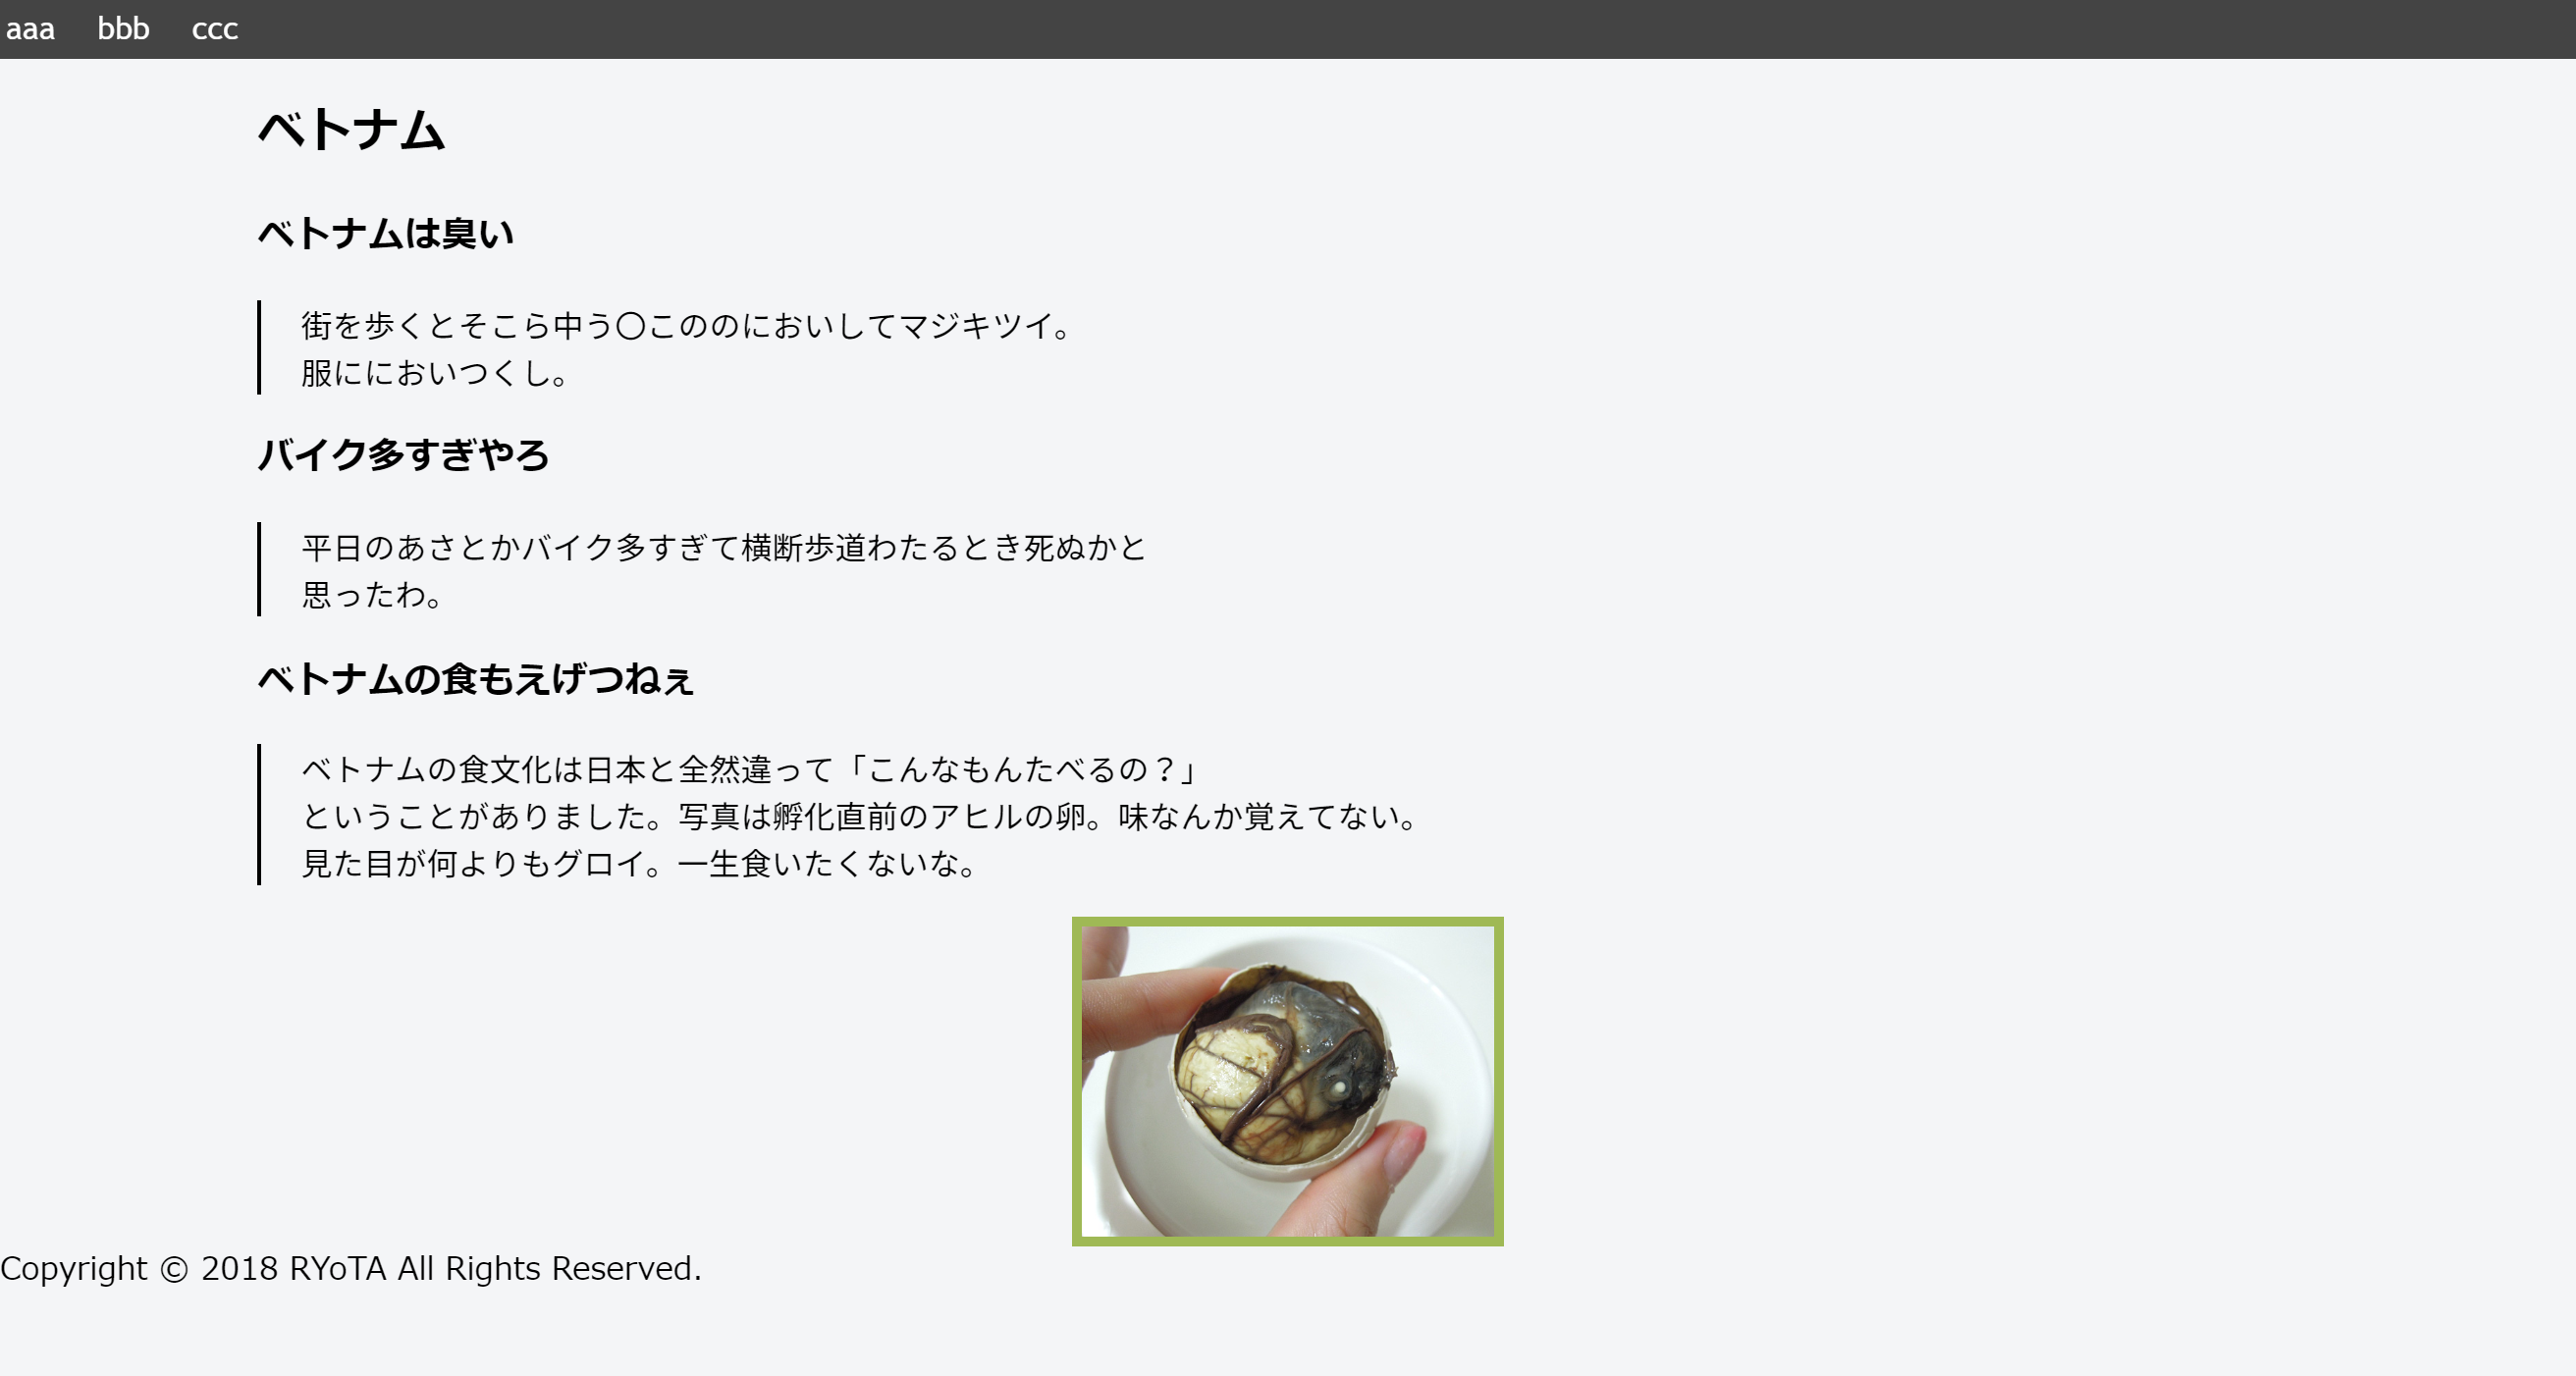 aaa bbb ccc
ベトナム
ベトナムは臭い
街を歩くとそこら中う〇こののにおいしてマジキツイ。
服ににおいつくし。
バイク多すぎやろ
平日のあさとかバイク多すぎて横断歩道わたるとき死ぬかと
思ったわ。
ベトナムの食もえげつねぇ
ベトナムの食文化は日本と全然違って「こんなもんたべるの？」
ということがありました。写真は孵化直前のアヒルの卵。味なんか覚えてない。
見た目が何よりもグロイ。一生食いたくないな。
Copyright © 2018 RYoTA All Rights Reserved.